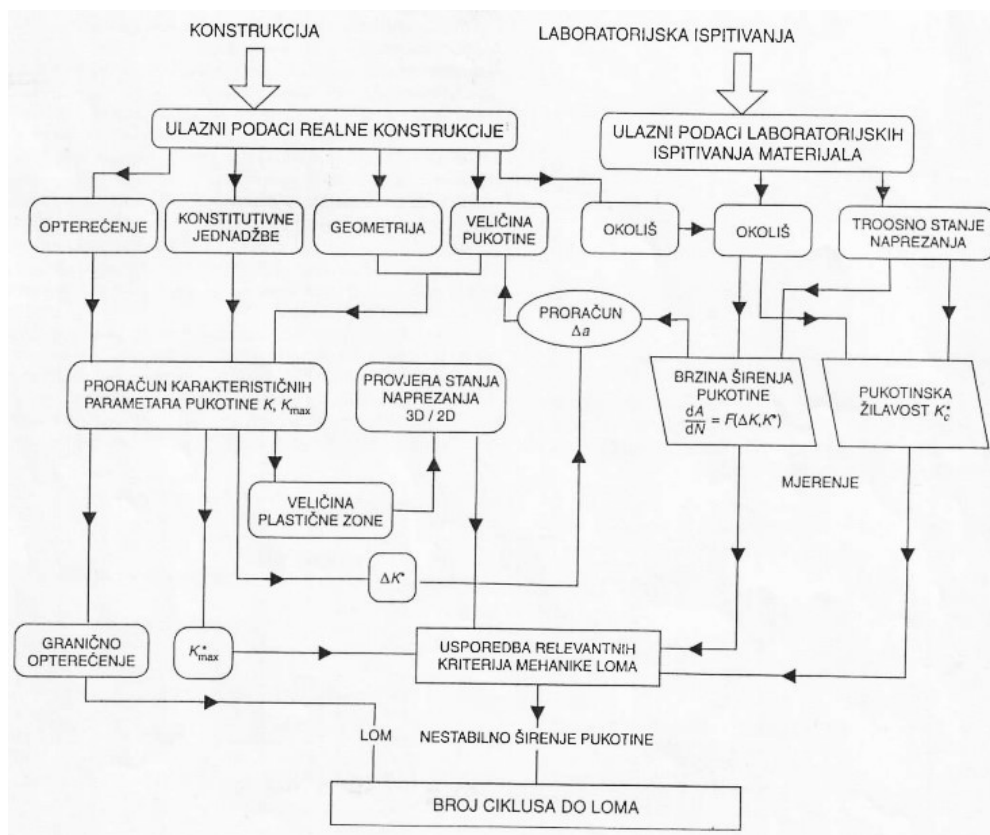 KONSTRUKCIJA
LABORATORIJSKA ISPITIVANJA
ULAZNI PODACI REALNE KONSTRUKCIJE
ULAZNI PODACI LABORATORIJSKIH
ISPITIVANJA MATERIJALA
OPTEREĆENJE
KONSTITUTIVNE
JEDNADŽBE
GEOMETRIJA
VELIČINA
PUKOTINE
OKOLIŠ
OKOLIŠ
TROOSNO STANJE
NAPREZANJA
PRORAČUN
Δa
PRORAČUN KARAKTERISTIČNIH
PARAMETARA PUKOTINE K, Kmax
PROVJERA STANJA
NAPREZANJA
3D / 2D
BRZINA ŠIRENJA
PUKOTINE
dA/dN = F(ΔK,K*)
PUKOTINSKA
ŽILAVOST K*c
MJERENJE
VELIČINA
PLASTIČNE ZONE
ΔK*
GRANIČNO
OPTEREĆENJE
K*max
USPOREDBA RELEVANTNIH
KRITERIJA MEHANIKE LOMA
LOM
NESTABILNO ŠIRENJE PUKOTINE
BROJ CIKLUSA DO LOMA